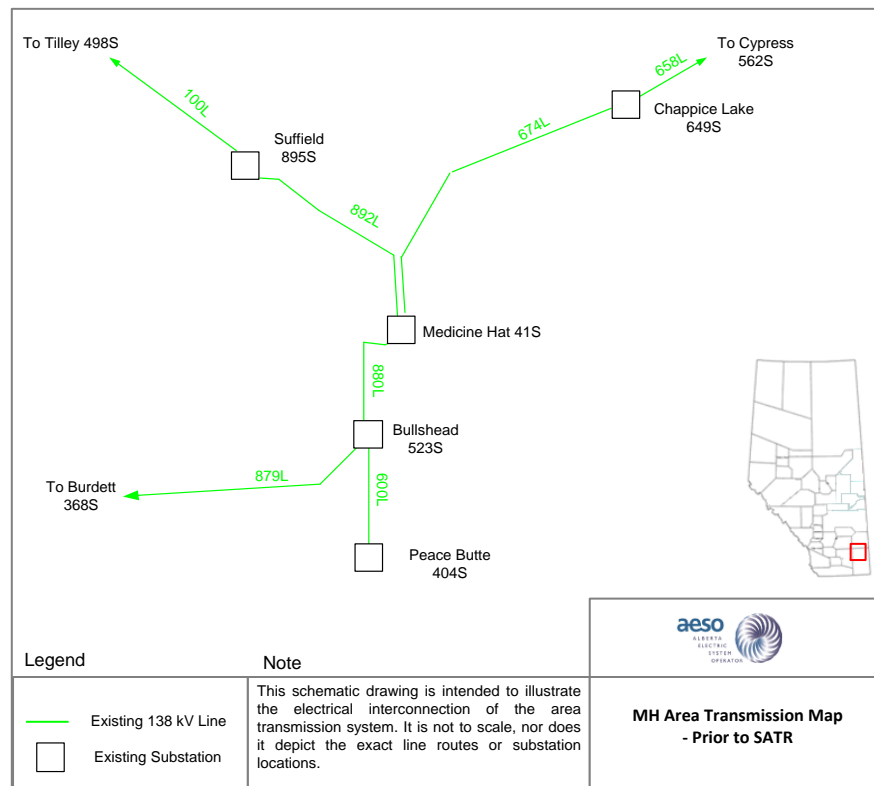 To Tilley 498S
To Cypress
562S
658L
100L
Chappice Lake
649S
674L
Suffield
895S
892L
Medicine Hat 41S
880L
Bullshead
523S
879L
To Burdett
368S
600L
Peace Butte
404S
aeso
ALBERTA
ELECTRIC
SYSTEM
OPERATOR
Legend
Note
Existing 138 kV Line
Existing Substation
This schematic drawing is intended to illustrate
the electrical interconnection of the area
transmission system. It is not to scale, nor does
it depict the exact line routes or substation
locations.
MH Area Transmission Map
- Prior to SATR